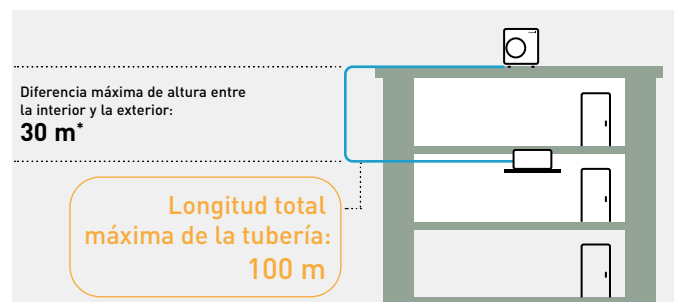 Diferencia máxima de altura entre
la interior y la exterior:
30 m*
Longitud total
máxima de la tubería:
100 m